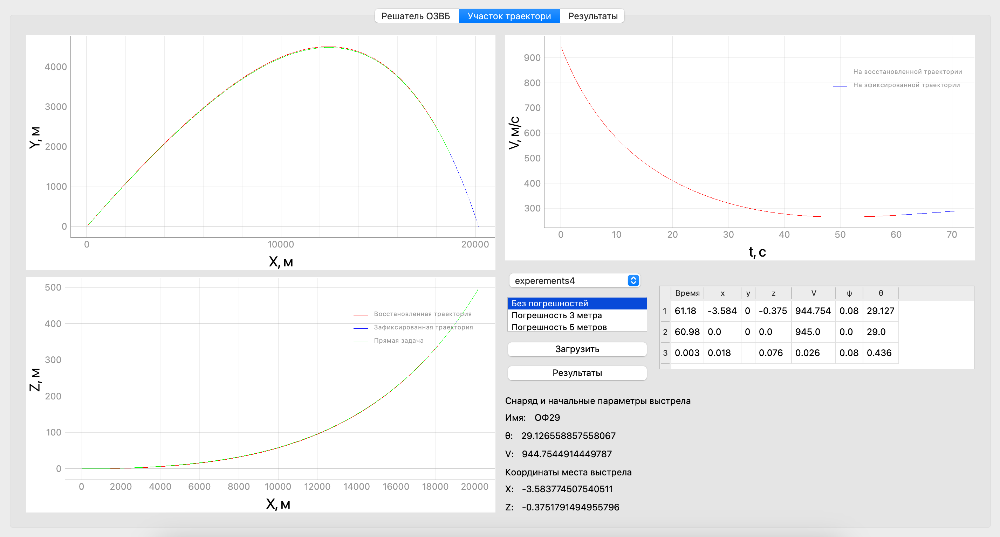 Решатель ОЗВБ Участок траектори Результаты
4000
3000
2000
1000
0
Y, м
0 10000 20000
X, м
900
800
700
600
500
400
300
V, м/с
На восстановленной траектории
На зфиксированной траектории
0 10 20 30 40 50 60 70
t, с
500
400
300
200
100
0
Z, м
Восстановленная траектория
Зафиксированная траектория
Прямая задача
0 2000 4000 6000 8000 10000 12000 14000 16000 18000 20000
X, м
experements4
Без погрешностей
Погрешность 3 метра
Погрешность 5 метров
Загрузить
Результаты
Время x y z V ψ θ
1 61.18 -3.584 0 -0.375 944.754 0.08 29.127
2 60.98 0.0 0 0.0 945.0 0.0 29.0
3 0.003 0.018 0.076 0.026 0.08 0.436
Снаряд и начальные параметры выстрела
Имя: ОФ29
θ: 29.126558857558067
V: 944.7544914449787
Координаты места выстрела
X: -3.583774507540511
Z: -0.3751791494955796